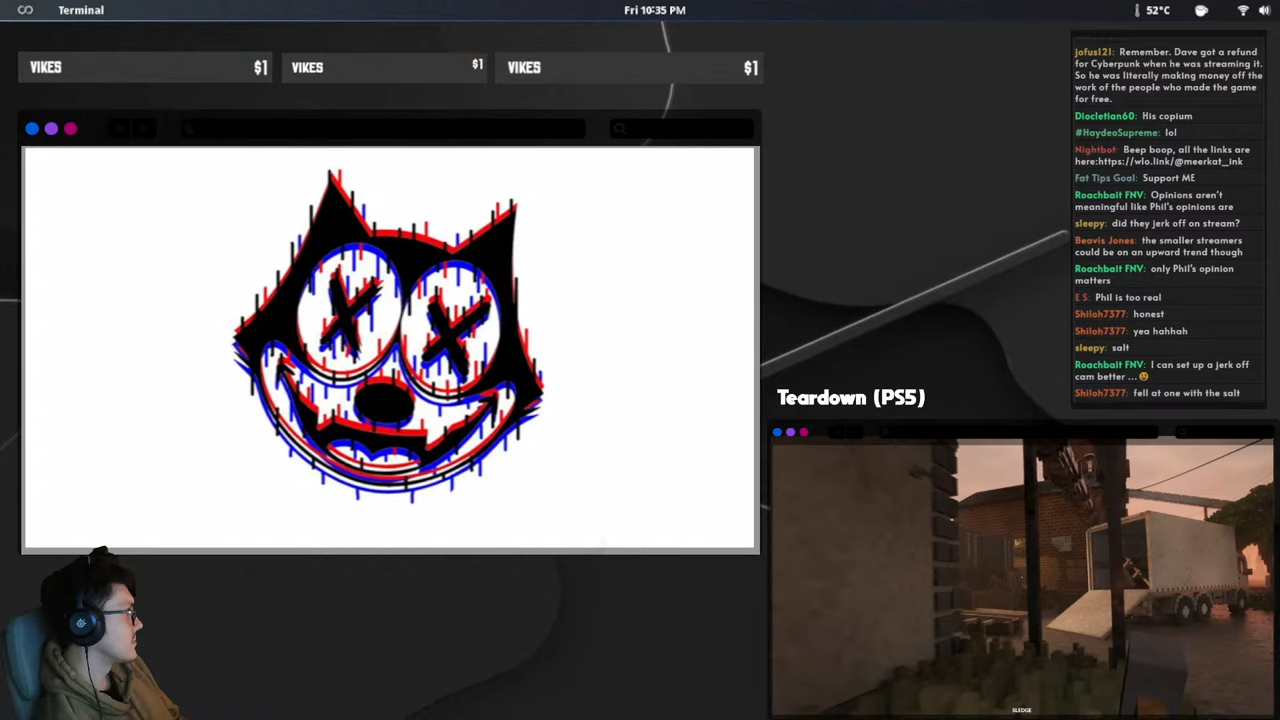 Terminal
Fri 10:35 PM
52°C
VIKES $1
VIKES $1
VIKES $1
jofus121: Remember. Dave got a refund
for Cyberpunk when he was streaming it.
So he was literally making money off the
work of the people who made the game
for free.
Diocletian60: His copium
#HaydeoSupreme: lol
Nightbot: Beep boop, all the links are
here:https://wlo.link/@meerkat_ink
Fat Tips Goal: Support ME
Roachbait FNV: Opinions aren't
meaningful like Phil's opinions are
sleepy: did they jerk off on stream?
Beavis Jones: the smaller streamers
could be on an upward trend though
Roachbait FNV: only Phil's opinion
matters
E S: Phil is too real
Shiloh7377: honest
Shiloh7377: yea hahhah
sleepy: salt
Roachbait FNV: I can set up a jerk off
cam better ...
Shiloh7377: fell at one with the salt
Teardown (PS5)
SLEDGE